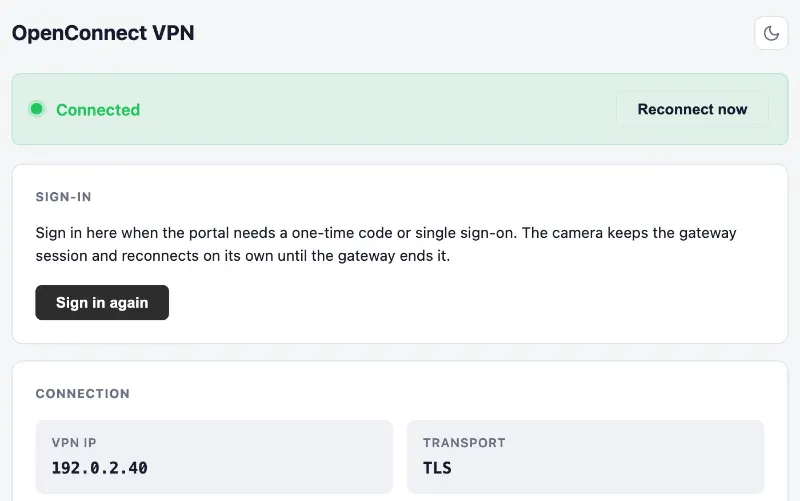 OpenConnect VPN
Connected
Reconnect now
SIGN-IN
Sign in here when the portal needs a one-time code or single sign-on. The camera keeps the gateway
session and reconnects on its own until the gateway ends it.
Sign in again
CONNECTION
VPN IP
192.0.2.40
TRANSPORT
TLS